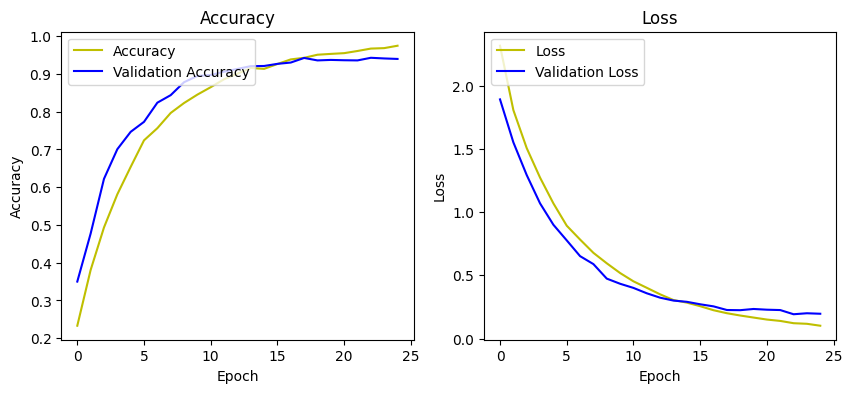 Accuracy
1.0
0.9
0.8
0.7
0.6
0.5
0.4
0.3
0.2
Accuracy
Accuracy
Validation Accuracy
0 5 10 15 20 25
Epoch
Loss
2.0
1.5
1.0
0.5
0.0
Loss
Loss
Validation Loss
0 5 10 15 20 25
Epoch